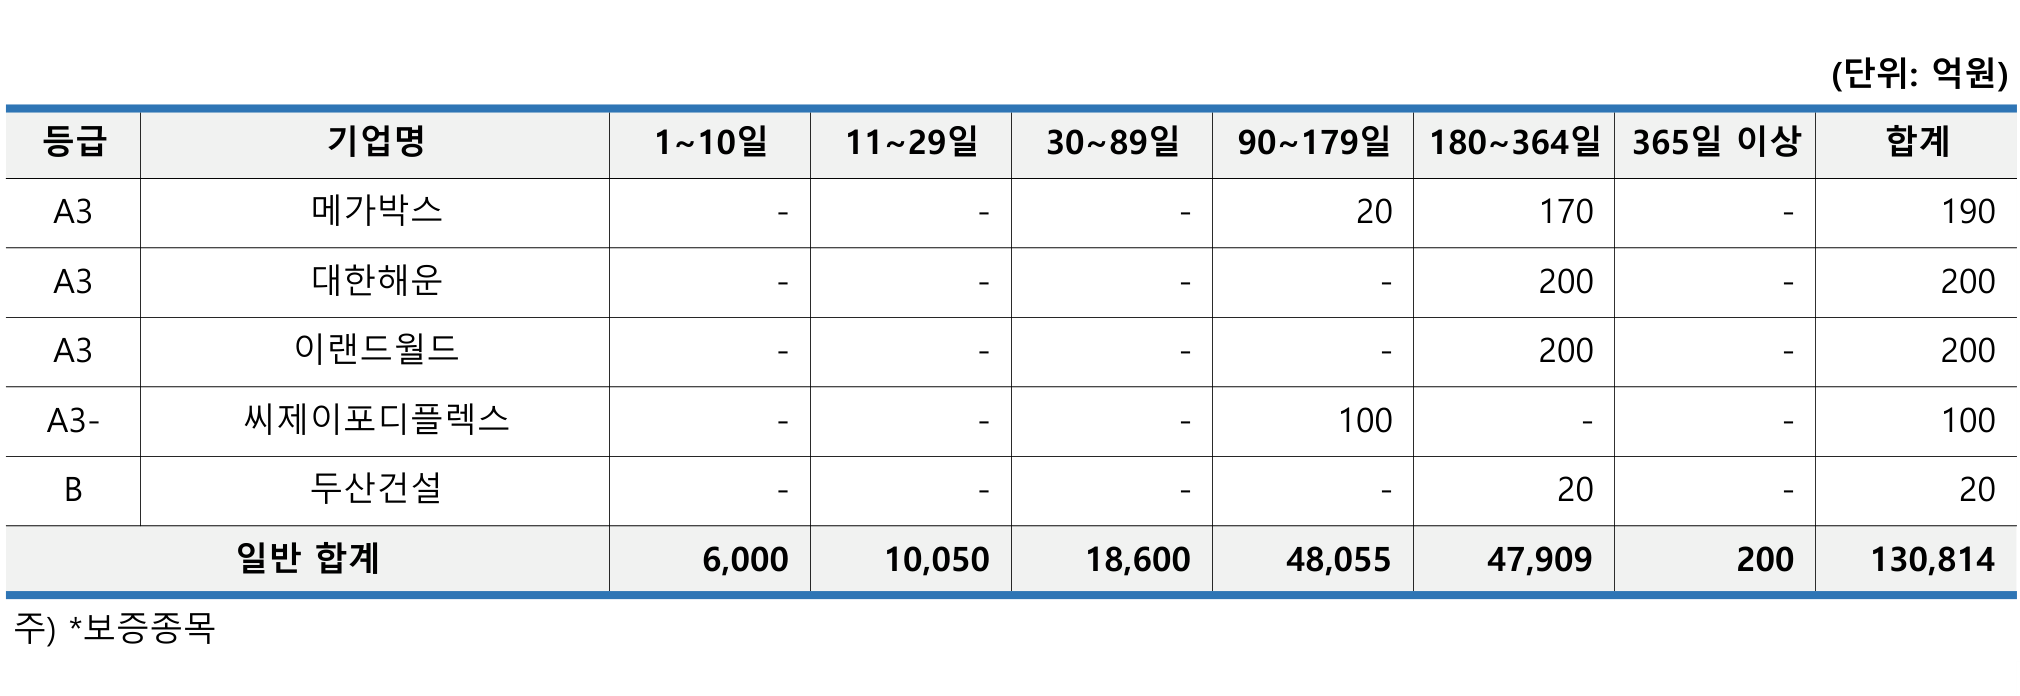 (단위: 억원)
등급 기업명 1~10일 11~29일 30~89일 90~179일 180~364일 365일 이상 합계
A3 메가박스 - - - 20 170 - 190
A3 대한해운 - - - - 200 - 200
A3 이랜드월드 - - - - 200 - 200
A3- 씨제이포디플렉스 - - - 100 - - 100
B 두산건설 - - - - 20 - 20
일반 합계 6,000 10,050 18,600 48,055 47,909 200 130,814
주) *보증종목